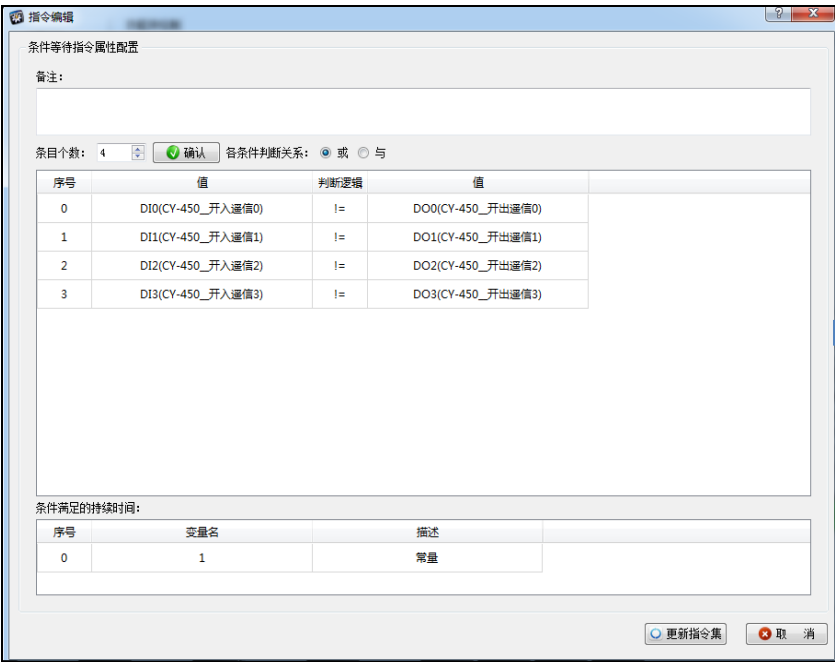 指令编辑
条件等待指令属性配置
备注:
条目个数: 4 确认 各条件判断关系: 或 与
序号 值 判断逻辑 值
0 DI0(CY-450__开入遥信0) != DO0(CY-450__开出遥信0)
1 DI1(CY-450__开入遥信1) != DO1(CY-450__开出遥信1)
2 DI2(CY-450__开入遥信2) != DO2(CY-450__开出遥信2)
3 DI3(CY-450__开入遥信3) != DO3(CY-450__开出遥信3)
条件满足的持续时间:
序号 变量名 描述
0 1 常量
更新指令集 取 消